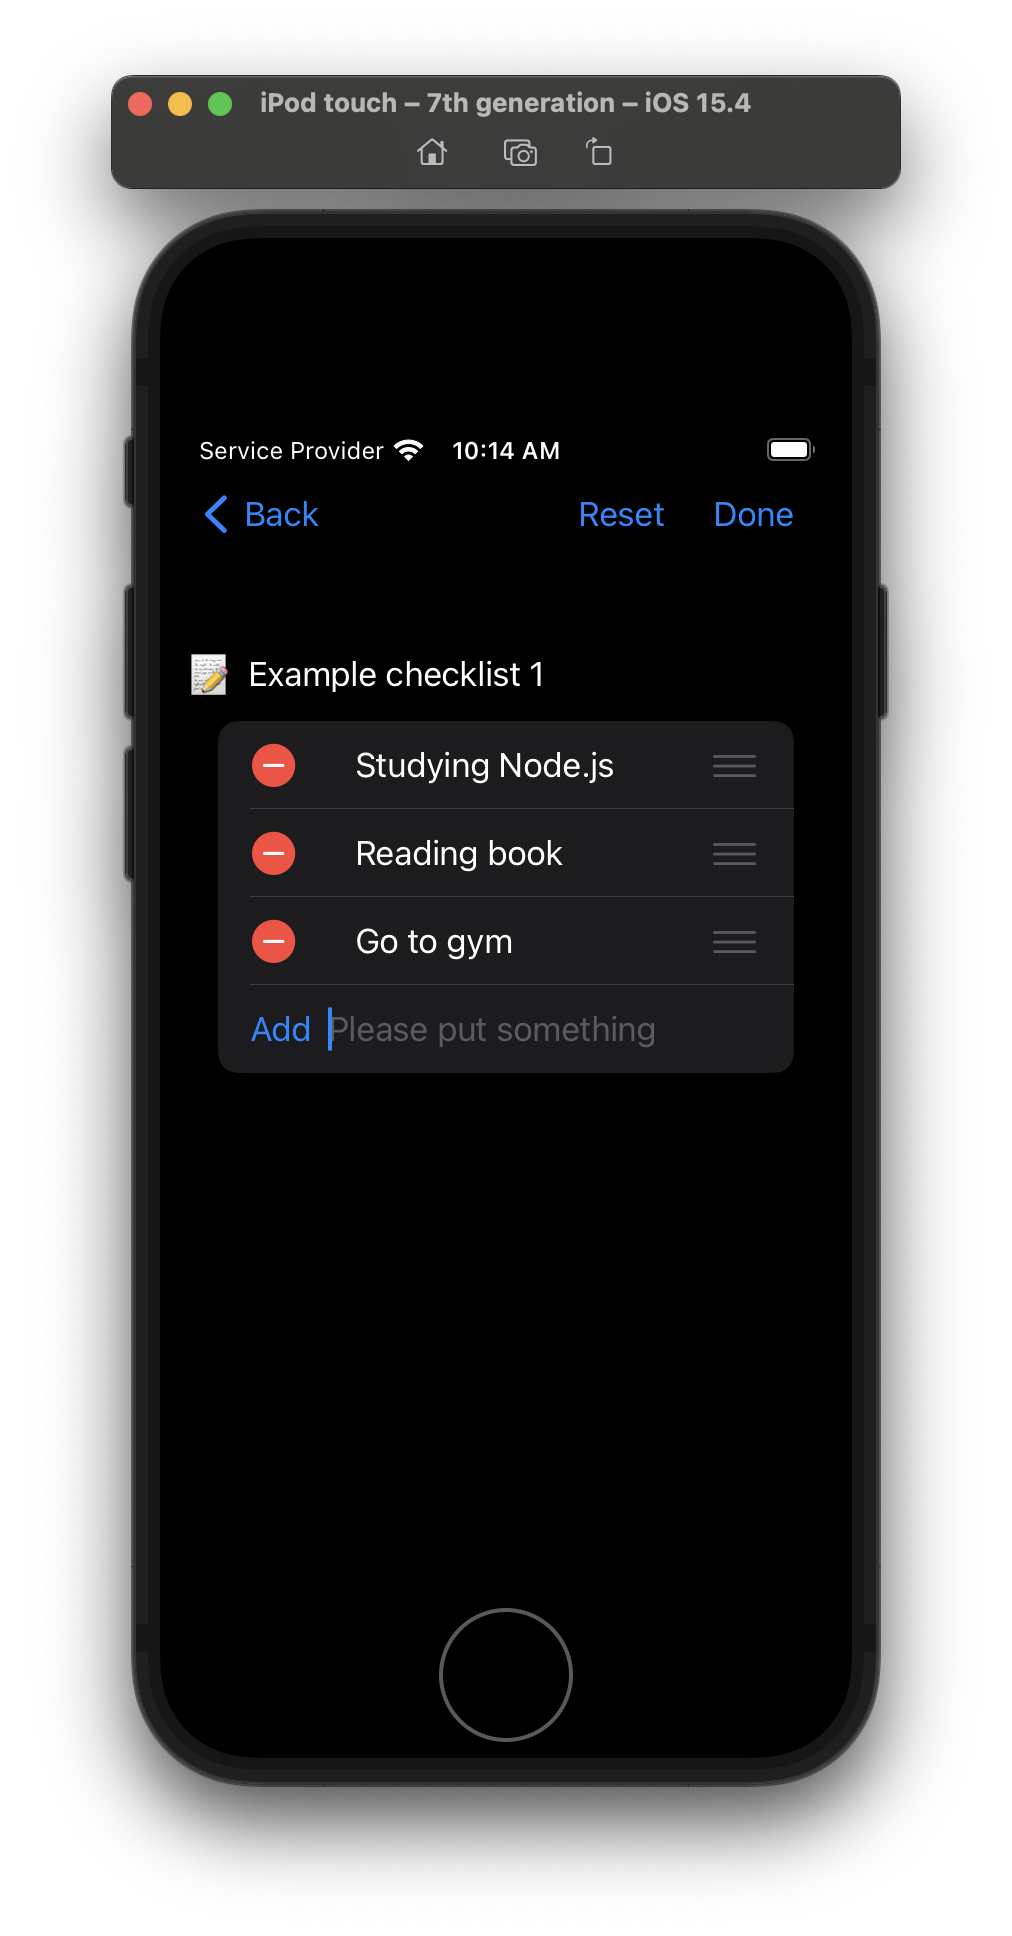 iPod touch – 7th generation – iOS 15.4
Service Provider 10:14 AM
Back Reset Done
Example checklist 1
Studying Node.js
Reading book
Go to gym
Add Please put something